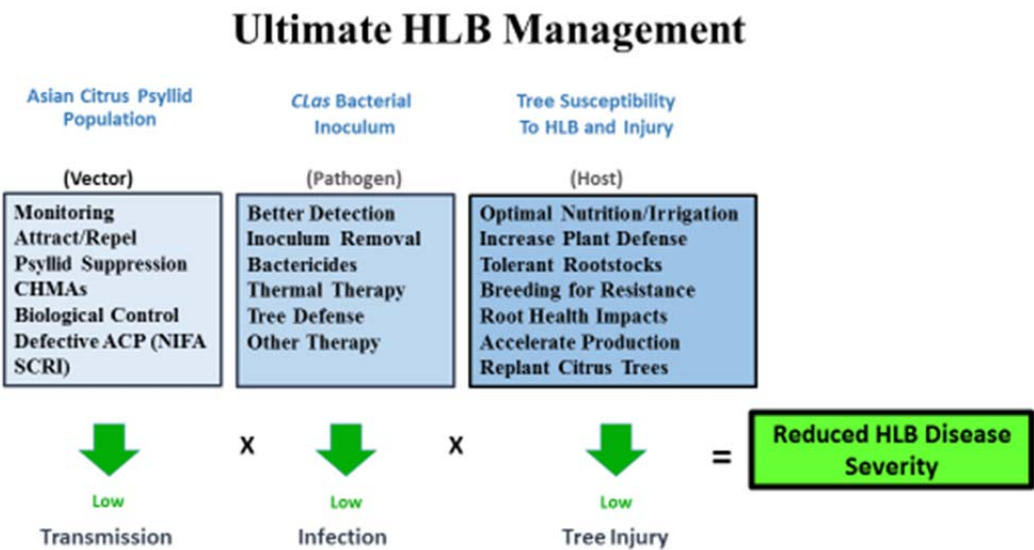 Ultimate HLB Management
Asian Citrus Psyllid
Population
(Vector)
Monitoring
Attract/Repel
Psyllid Suppression
CHMAs
Biological Control
Defective ACP (NIFA
SCRI)
CLas Bacterial
Inoculum
(Pathogen)
Better Detection
Inoculum Removal
Bactericides
Thermal Therapy
Tree Defense
Other Therapy
Tree Susceptibility
To HLB and Injury
(Host)
Optimal Nutrition/Irrigation
Increase Plant Defense
Tolerant Rootstocks
Breeding for Resistance
Root Health Impacts
Accelerate Production
Replant Citrus Trees
Low
Transmission
X
Low
Infection
X
Low
Tree Injury
=
Reduced HLB Disease
Severity